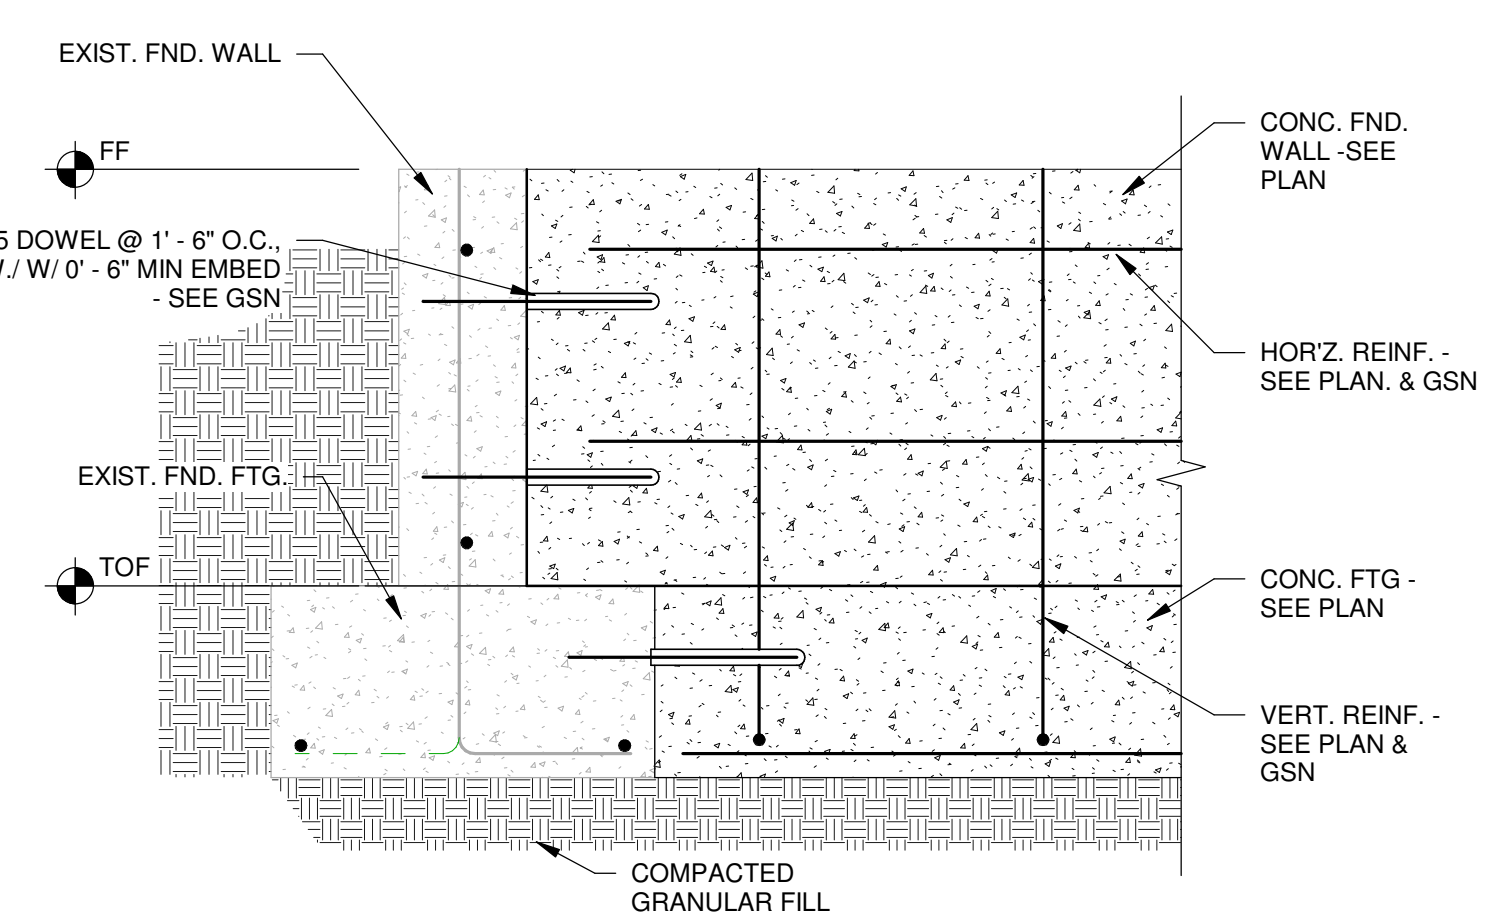 EXIST. FND. WALL
FF
5 DOWEL @ 1' - 6" O.C.,
W/ 0' - 6" MIN EMBED
- SEE GSN
EXIST. FND. FTG.
TOF
CONC. FND.
WALL -SEE
PLAN
HOR'Z. REINF. -
SEE PLAN. & GSN
CONC. FTG -
SEE PLAN
VERT. REINF. -
SEE PLAN &
GSN
COMPACTED
GRANULAR FILL